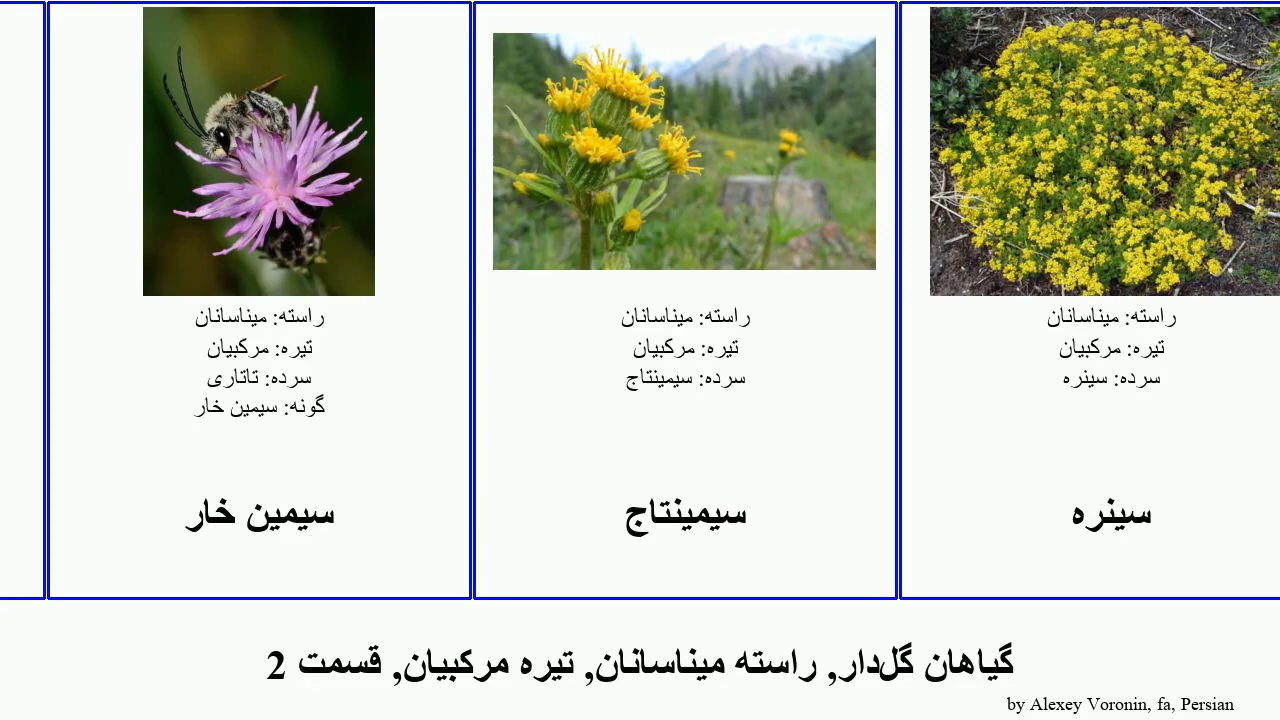 راسته: میناسانان
تیره: مرکبیان
سرده: تاتاری
گونه: سیمین خار
سیمین خار
راسته: میناسانان
تیره: مرکبیان
سرده: سیمینتاج
سیمینتاج
راسته: میناسانان
تیره: مرکبیان
سرده: سینره
سینره
گیاهان گل‌دار, راسته میناسانان, تیره مرکبیان, قسمت 2
by Alexey Voronin, fa, Persian